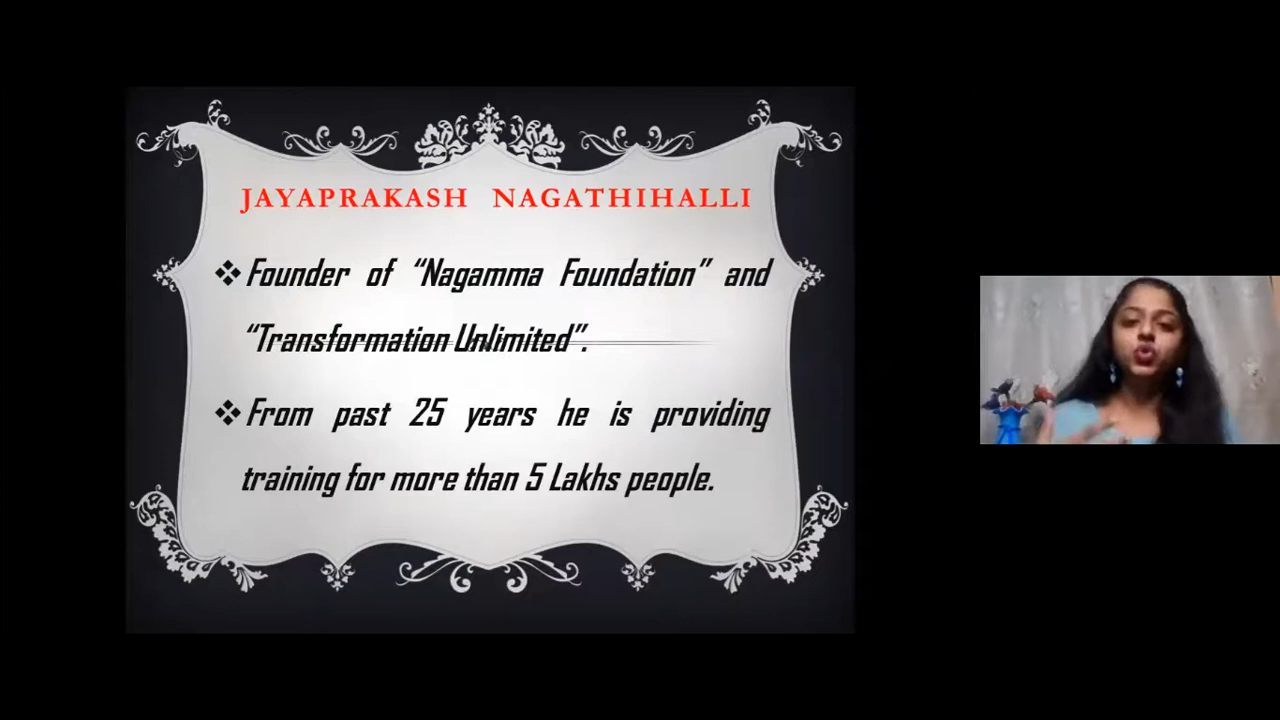 JAYAPRAKASH NAGATHIHALLI
❖Founder of “Nagamma Foundation” and
“Transformation Unlimited”.
❖From past 25 years he is providing
training for more than 5 Lakhs people.